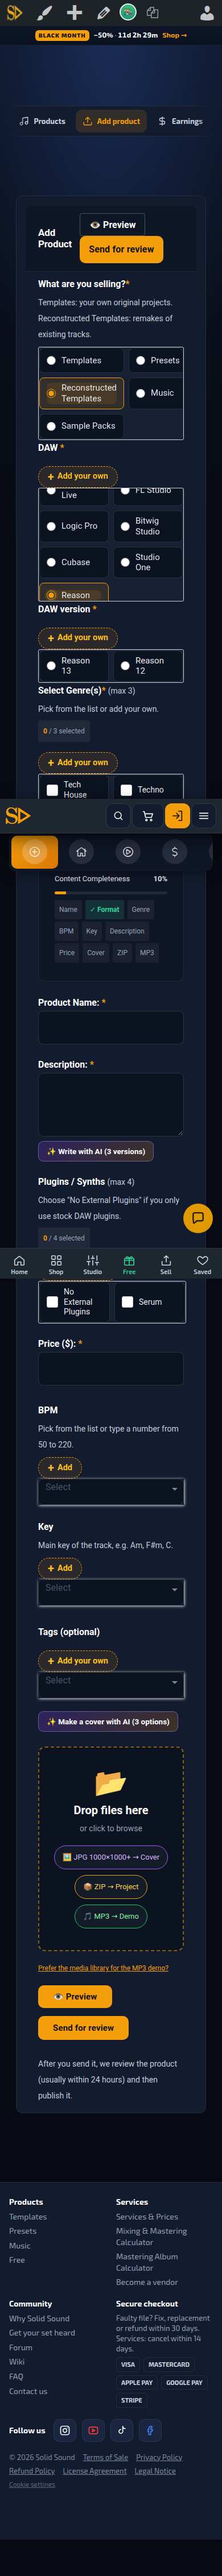 BLACK MONTH −50% · 11d 2h 29m Shop →
Products Add product Earnings
Add Product
👁️ Preview
Send for review
What are you selling?*
Templates: your own original projects.
Reconstructed Templates: remakes of
existing tracks.
Templates Presets
Reconstructed Templates Music
Sample Packs
DAW *
+ Add your own
Live FL Studio
Logic Pro Bitwig Studio
Cubase Studio One
Reason
DAW version *
+ Add your own
Reason 13 Reason 12
Select Genre(s)* (max 3)
Pick from the list or add your own.
0 / 3 selected
+ Add your own
Tech House Techno
Content Completeness 10%
Name ✓ Format Genre
BPM Key Description
Price Cover ZIP MP3
Product Name: *
Description: *
✨ Write with AI (3 versions)
Plugins / Synths (max 4)
Choose "No External Plugins" if you only
use stock DAW plugins.
0 / 4 selected
Home Shop Studio Free Sell Saved
No External Plugins Serum
Price ($): *
BPM
Pick from the list or type a number from
50 to 220.
+ Add
Select
Key
Main key of the track, e.g. Am, F#m, C.
+ Add
Select
Tags (optional)
+ Add your own
Select
✨ Make a cover with AI (3 options)
Drop files here
or click to browse
🖼️ JPG 1000×1000+ → Cover
📦 ZIP → Project
🎵 MP3 → Demo
Prefer the media library for the MP3 demo?
👁️ Preview
Send for review
After you send it, we review the product
(usually within 24 hours) and then
publish it.
Products
Templates
Presets
Music
Free
Services
Services & Prices
Mixing & Mastering
Calculator
Mastering Album
Calculator
Become a vendor
Community
Why Solid Sound
Get your set heard
Forum
Wiki
FAQ
Contact us
Secure checkout
Faulty file? Fix, replacement
or refund within 30 days.
Services: cancel within 14
days.
VISA MASTERCARD
APPLE PAY GOOGLE PAY
STRIPE
Follow us
© 2026 Solid Sound Terms of Sale Privacy Policy
Refund Policy License Agreement Legal Notice
Cookie settings